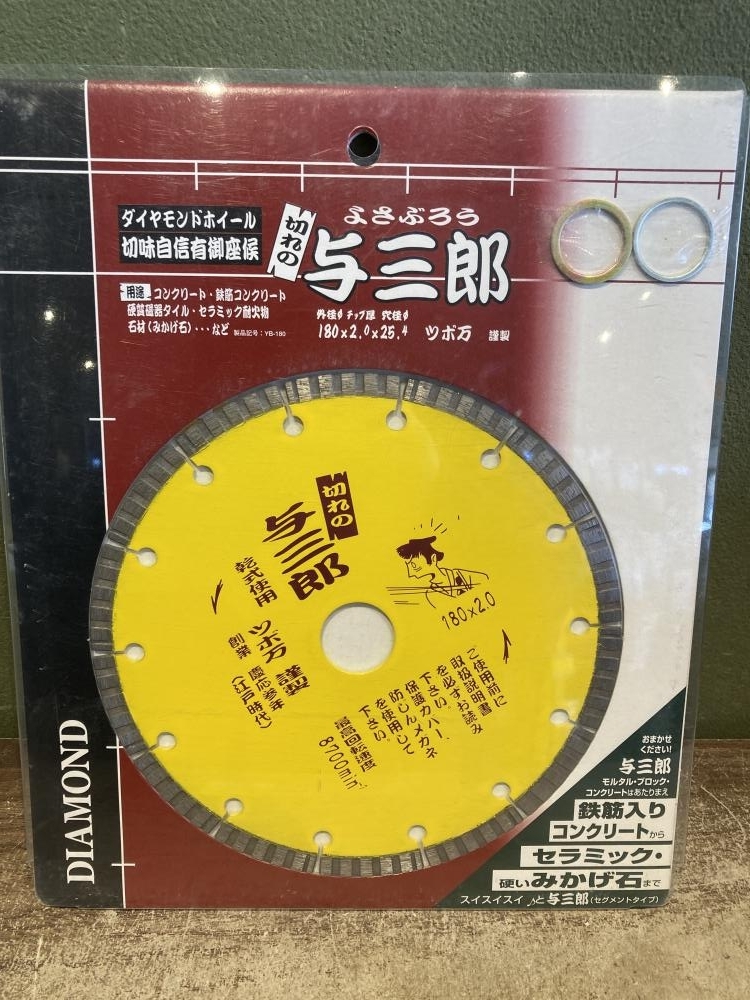 ダイヤモンドホイール
切味自信有御座候
切れの
よさぶろう
与三郎
用途 コンクリート・鉄筋コンクリート
硬質磁器タイル・セラミック耐火物
石材(みかげ石)・・・など 製品記号:YB-180
外径φ チップ厚 穴径φ
180×2.0×25.4 ツボ万 謹製
切れの
与三郎
乾式使用
ツボ万 謹製
創業 慶応参年
(江戸時代)
180×2.0
ご使用前に
取扱説明書
を必ずお読み
下さい。
保護カバー、
防じんメガネ
を使用して
下さい。
最高回転速度
8700
DIAMOND
おまかせ
ください!
与三郎
モルタル・ブロック・
コンクリートはあたりまえ
鉄筋入り
コンクリートから
セラミック・
硬いみかげ石まで
スイスイスイ♪と与三郎(セグメントタイプ)